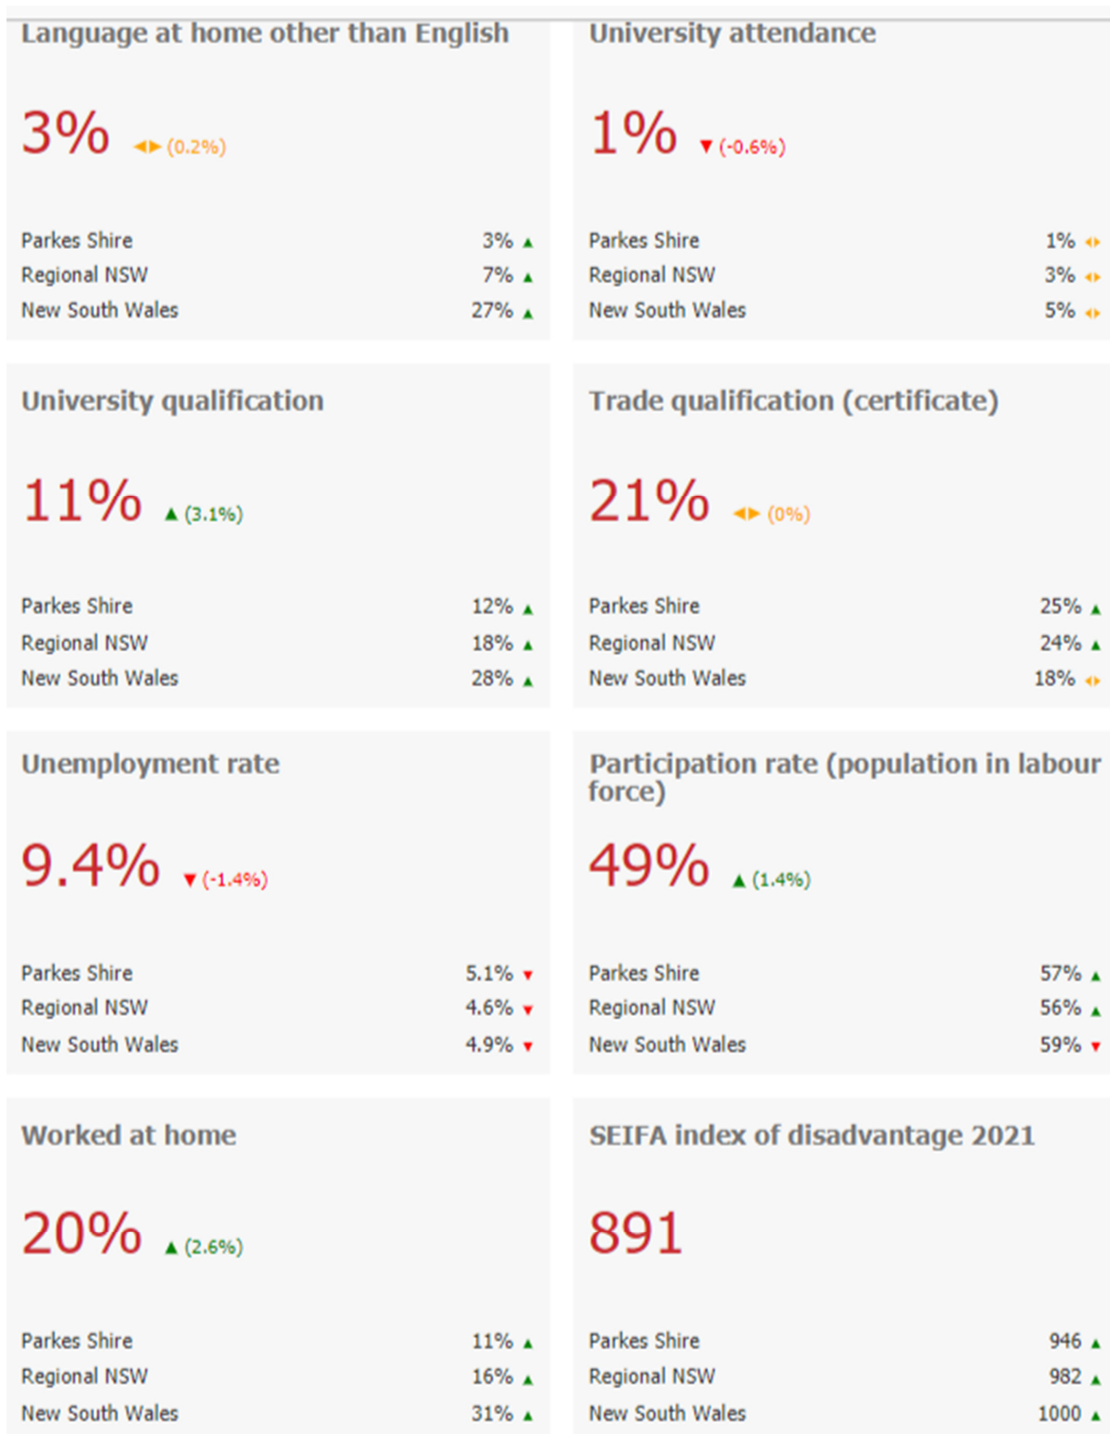 Language at home other than English
3% ◂▸ (0.2%)
Parkes Shire 3% ▲
Regional NSW 7% ▲
New South Wales 27% ▲
University attendance
1% ▼ (-0.6%)
Parkes Shire 1% ◂▸
Regional NSW 3% ◂▸
New South Wales 5% ◂▸
University qualification
11% ▲ (3.1%)
Parkes Shire 12% ▲
Regional NSW 18% ▲
New South Wales 28% ▲
Trade qualification (certificate)
21% ◂▸ (0%)
Parkes Shire 25% ▲
Regional NSW 24% ▲
New South Wales 18% ◂▸
Unemployment rate
9.4% ▼ (-1.4%)
Parkes Shire 5.1% ▼
Regional NSW 4.6% ▼
New South Wales 4.9% ▼
Participation rate (population in labour
force)
49% ▲ (1.4%)
Parkes Shire 57% ▲
Regional NSW 56% ▲
New South Wales 59% ▼
Worked at home
20% ▲ (2.6%)
Parkes Shire 11% ▲
Regional NSW 16% ▲
New South Wales 31% ▲
SEIFA index of disadvantage 2021
891
Parkes Shire 946 ▲
Regional NSW 982 ▲
New South Wales 1000 ▲